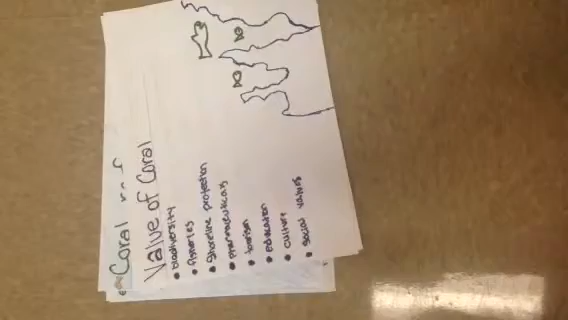 Coral
Value of Coral
• biodiversity
• fisheries
• Shoreline protection
• pharmaceuticals
• tourism
• education
• culture
• social values